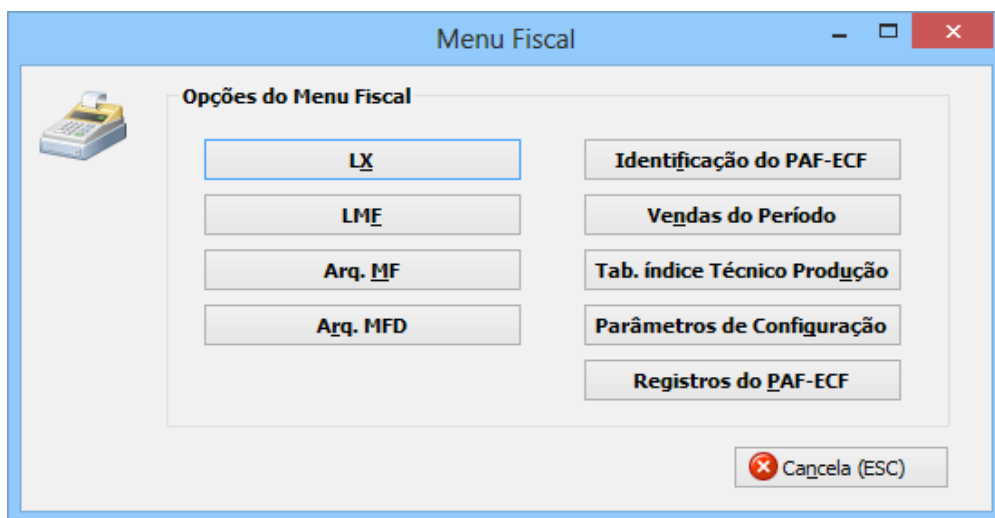 Menu Fiscal
Opções do Menu Fiscal
LX
LMF
Arq. MF
Arq. MFD
Identificação do PAF-ECF
Vendas do Período
Tab. índice Técnico Produção
Parâmetros de Configuração
Registros do PAF-ECF
Cancela (ESC)